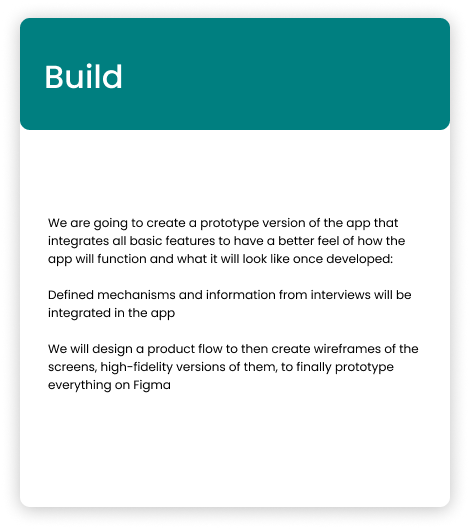 Build
We are going to create a prototype version of the app that
integrates all basic features to have a better feel of how the
app will function and what it will look like once developed:
Defined mechanisms and information from interviews will be
integrated in the app
We will design a product flow to then create wireframes of the
screens, high-fidelity versions of them, to finally prototype
everything on Figma